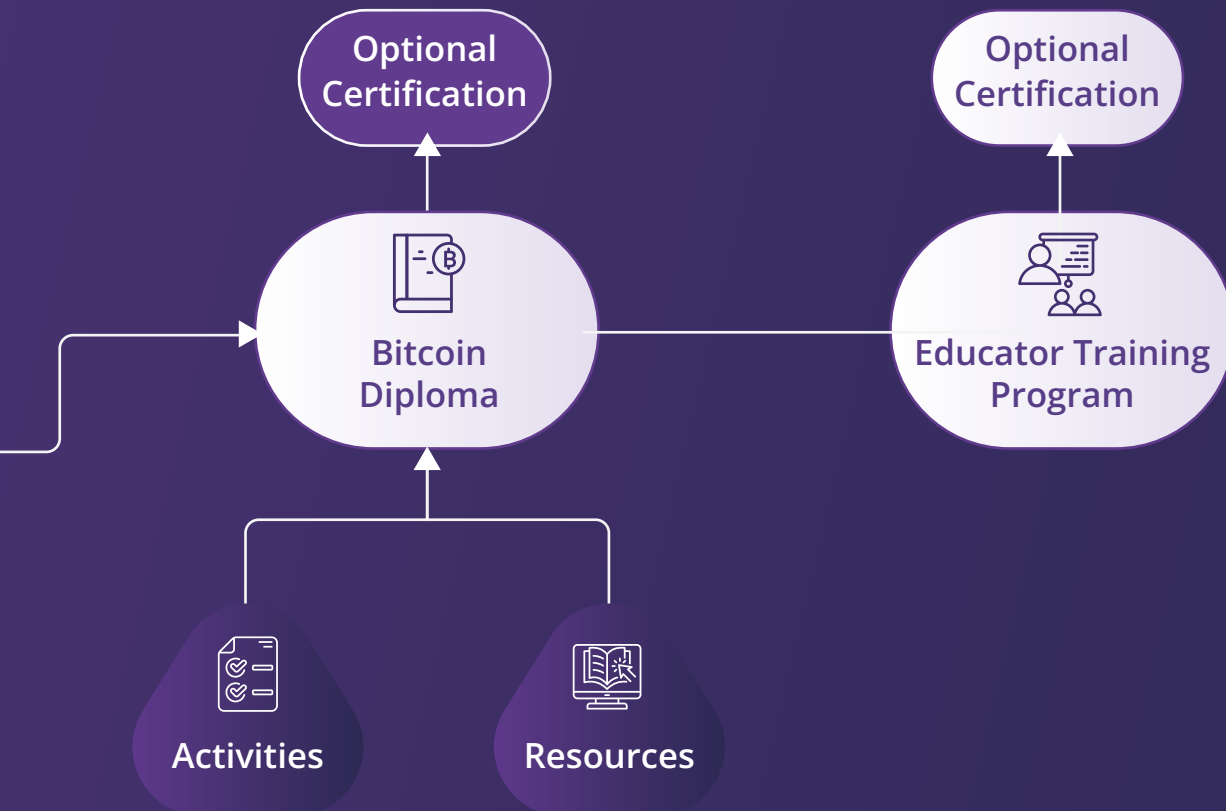 Optional
Certification
Optional
Certification
Bitcoin
Diploma
Educator Training
Program
Activities
Resources